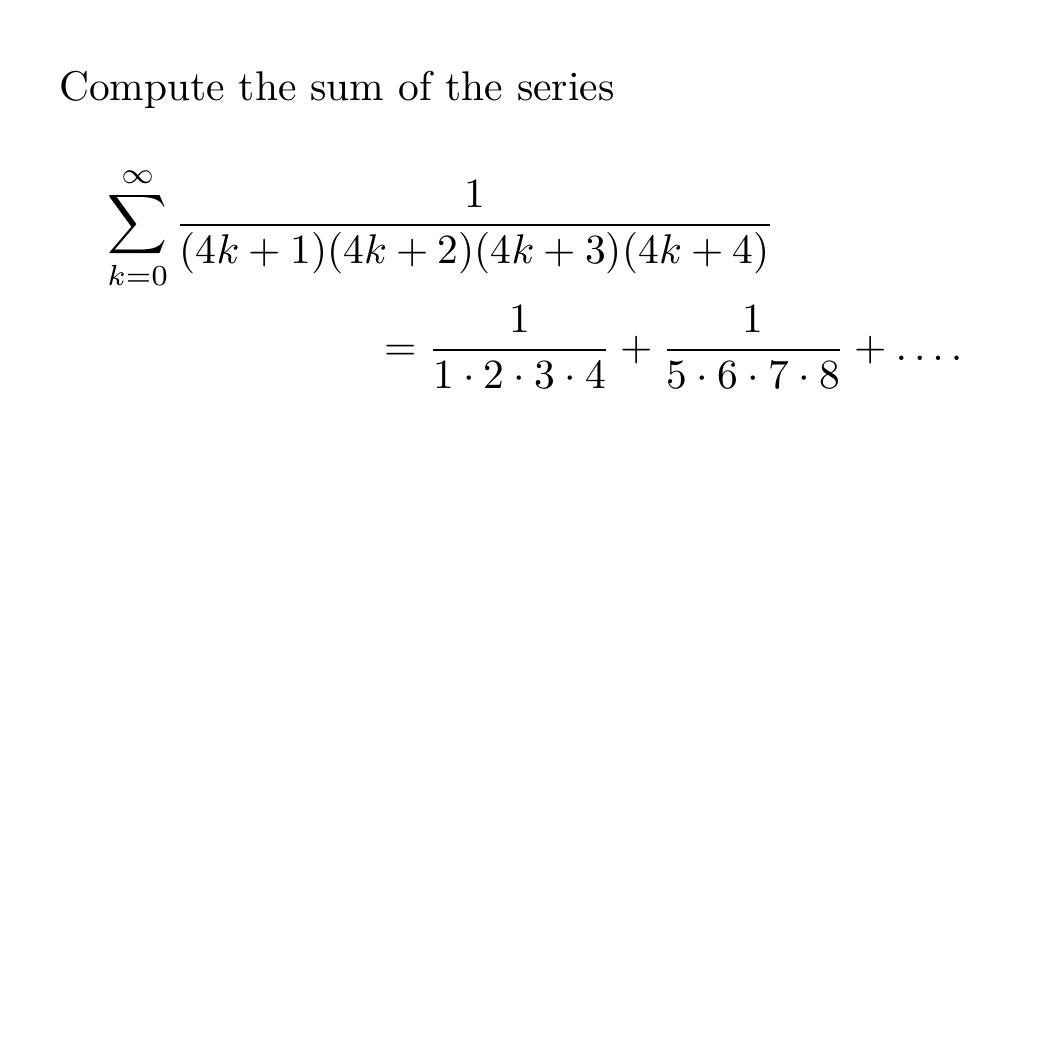 Compute the sum of the series
$$\sum_{k=0}^{\infty} \frac{1}{(4k+1)(4k+2)(4k+3)(4k+4)}$$
$$= \frac{1}{1 \cdot 2 \cdot 3 \cdot 4} + \frac{1}{5 \cdot 6 \cdot 7 \cdot 8} + \ldots.$$